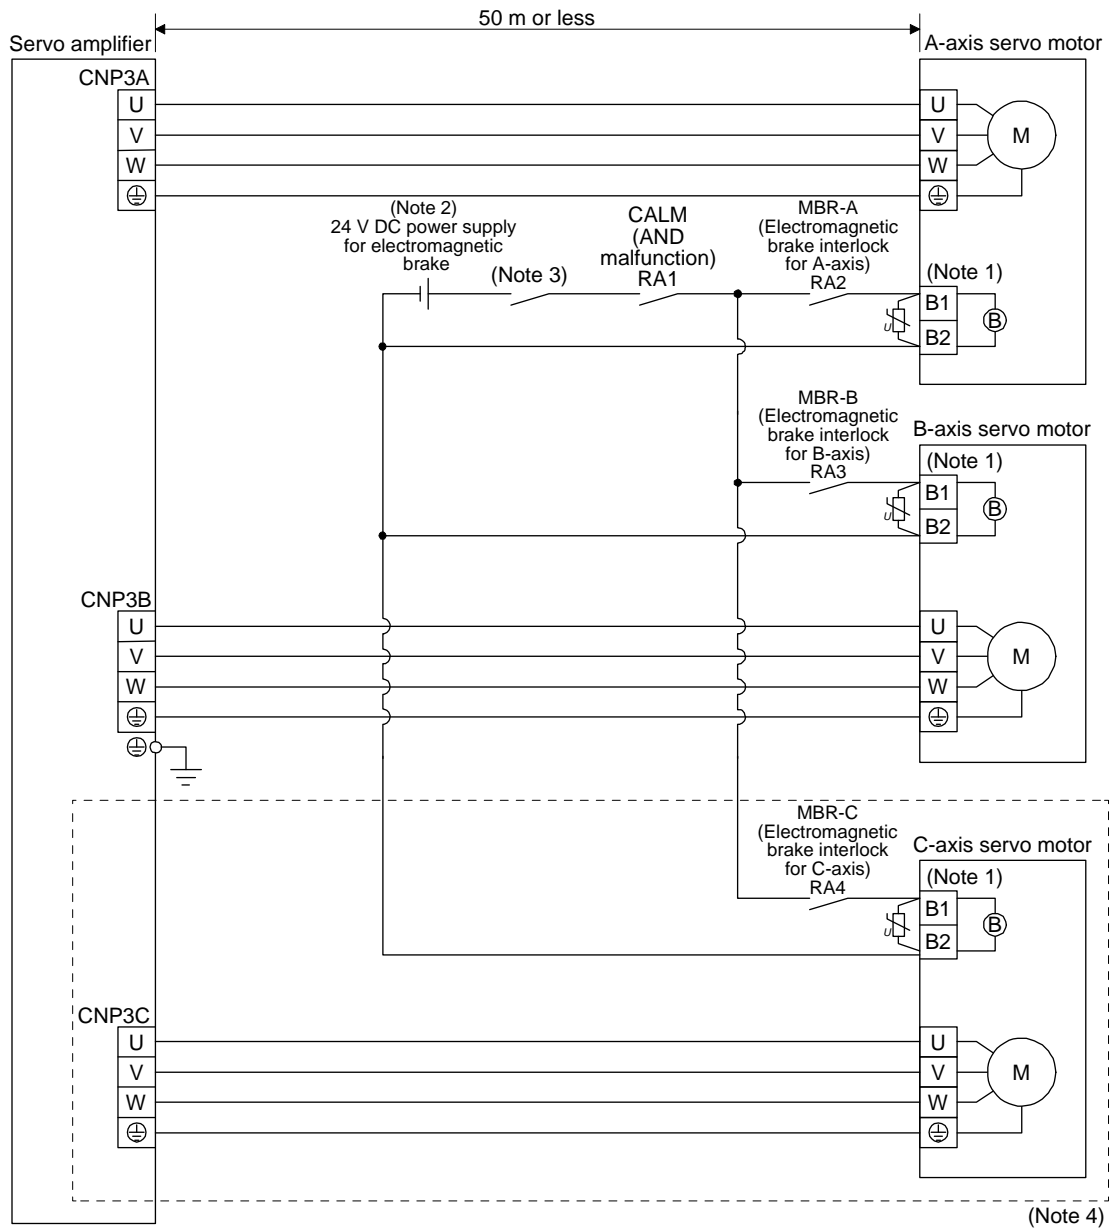 50 m or less
Servo amplifier
A-axis servo motor
CNP3A
U
V
W
U
V
W
M
(Note 2)
24 V DC power supply
for electromagnetic
brake
(Note 3)
CALM
(AND
malfunction)
RA1
MBR-A
(Electromagnetic
brake interlock
for A-axis)
RA2
(Note 1)
U
B1
B2
B
MBR-B
(Electromagnetic
brake interlock
for B-axis)
RA3
B-axis servo motor
(Note 1)
U
B1
B2
B
CNP3B
U
V
W
U
V
W
M
MBR-C
(Electromagnetic
brake interlock
for C-axis)
RA4
C-axis servo motor
(Note 1)
U
B1
B2
B
CNP3C
U
V
W
U
V
W
M
(Note 4)